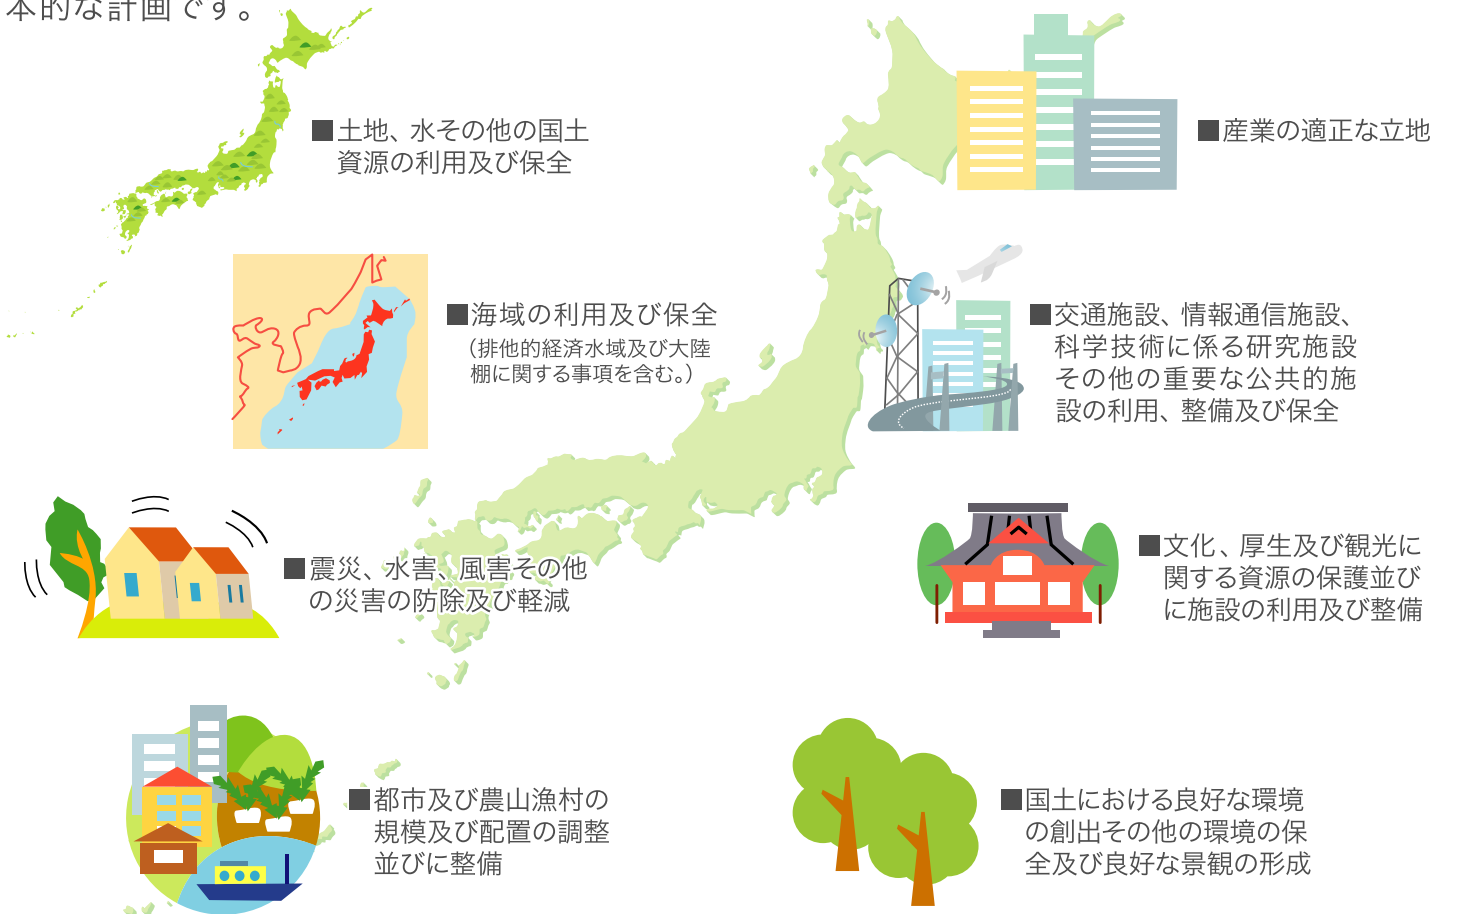 本的な計画です。
■土地、水その他の国土
資源の利用及び保全
■産業の適正な立地
■海域の利用及び保全
（排他的経済水域及び大陸
棚に関する事項を含む。）
■交通施設、情報通信施設、
科学技術に係る研究施設
その他の重要な公共的施
設の利用、整備及び保全
■震災、水害、風害その他
の災害の防除及び軽減
■文化、厚生及び観光に
関する資源の保護並び
に施設の利用及び整備
■都市及び農山漁村の
規模及び配置の調整
並びに整備
■国土における良好な環境
の創出その他の環境の保
全及び良好な景観の形成